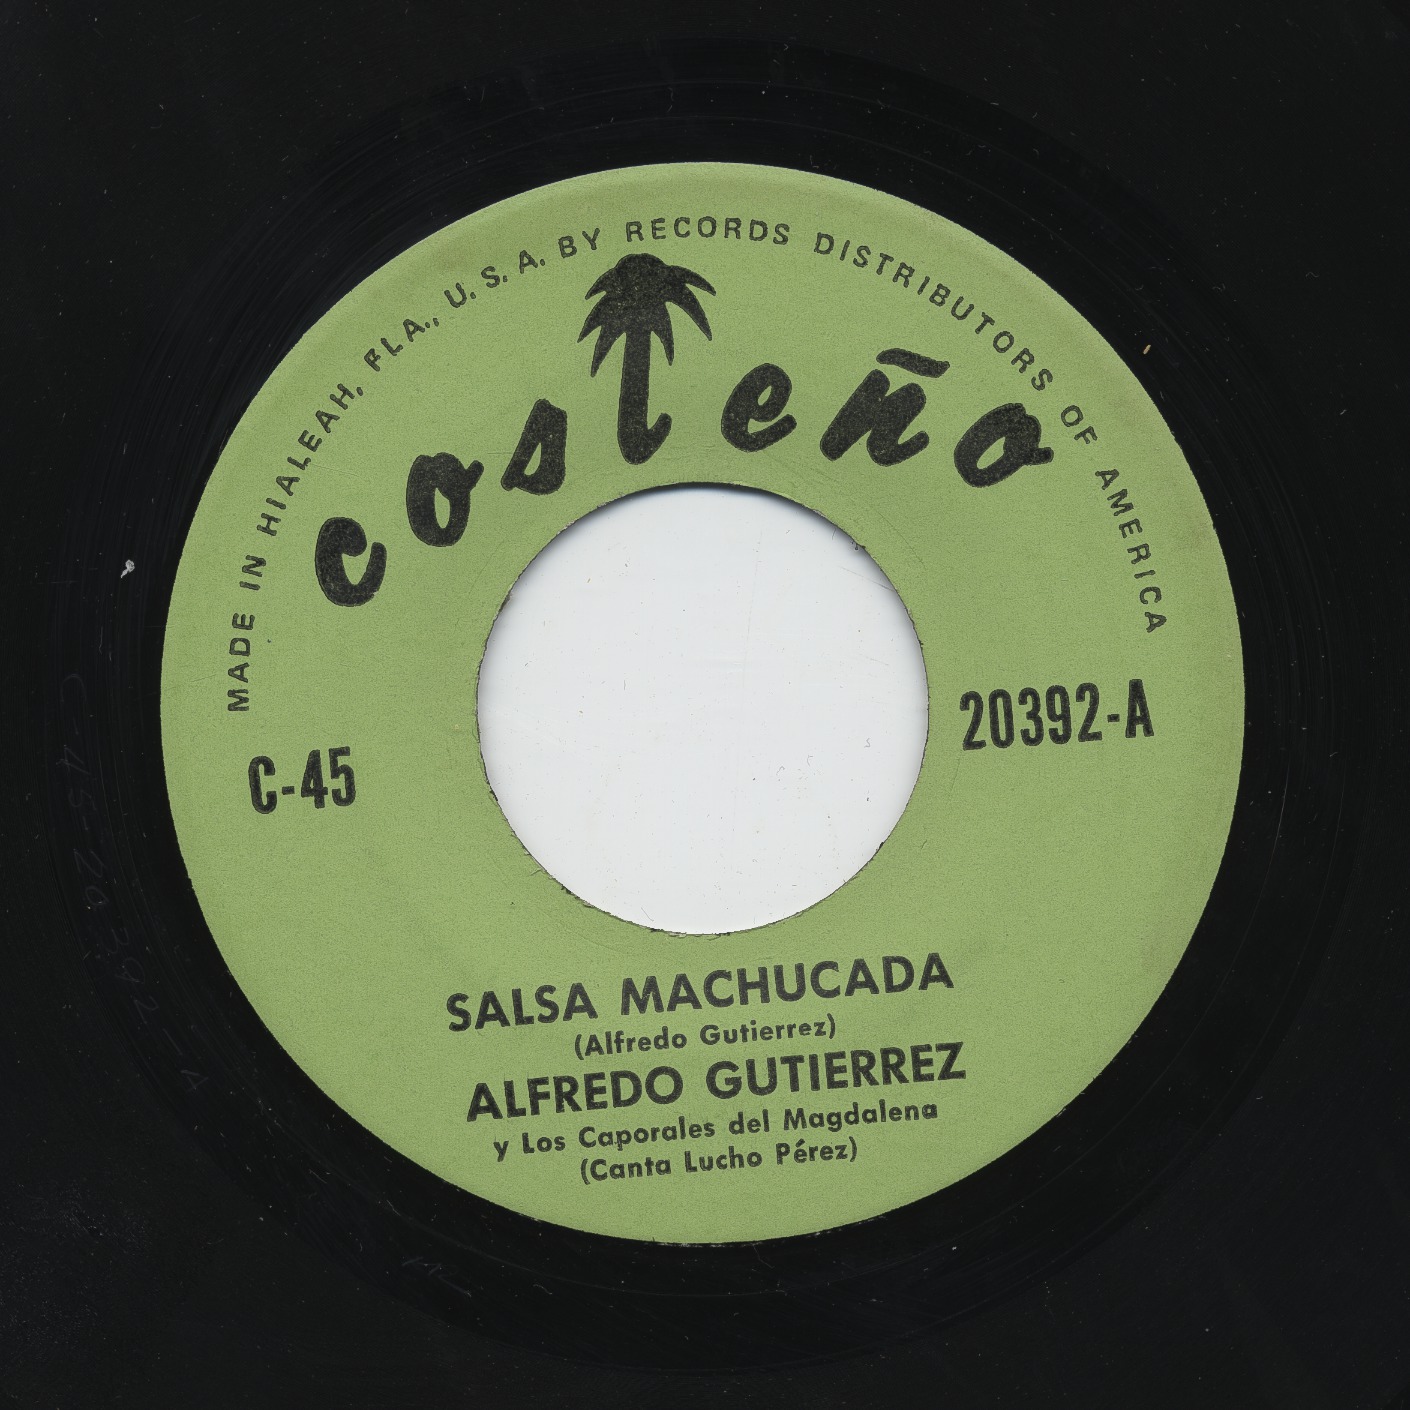 MADE IN HIALEAH, FLA., U.S.A. BY RECORDS DISTRIBUTORS OF AMERICA
costeño
C-45
20392-A
SALSA MACHUCADA
(Alfredo Gutierrez)
ALFREDO GUTIERREZ
y Los Caporales del Magdalena
(Canta Lucho Pérez)
C-45-20392-A